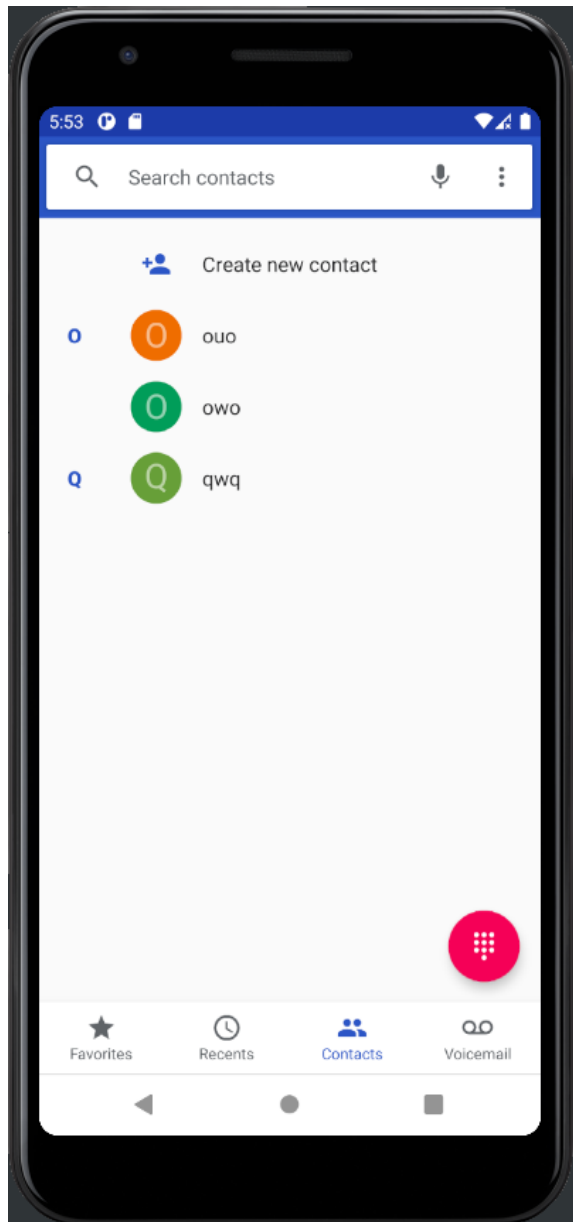 5:53
Search contacts
Create new contact
O O ouo
O owo
Q Q qwq
Favorites Recents Contacts Voicemail